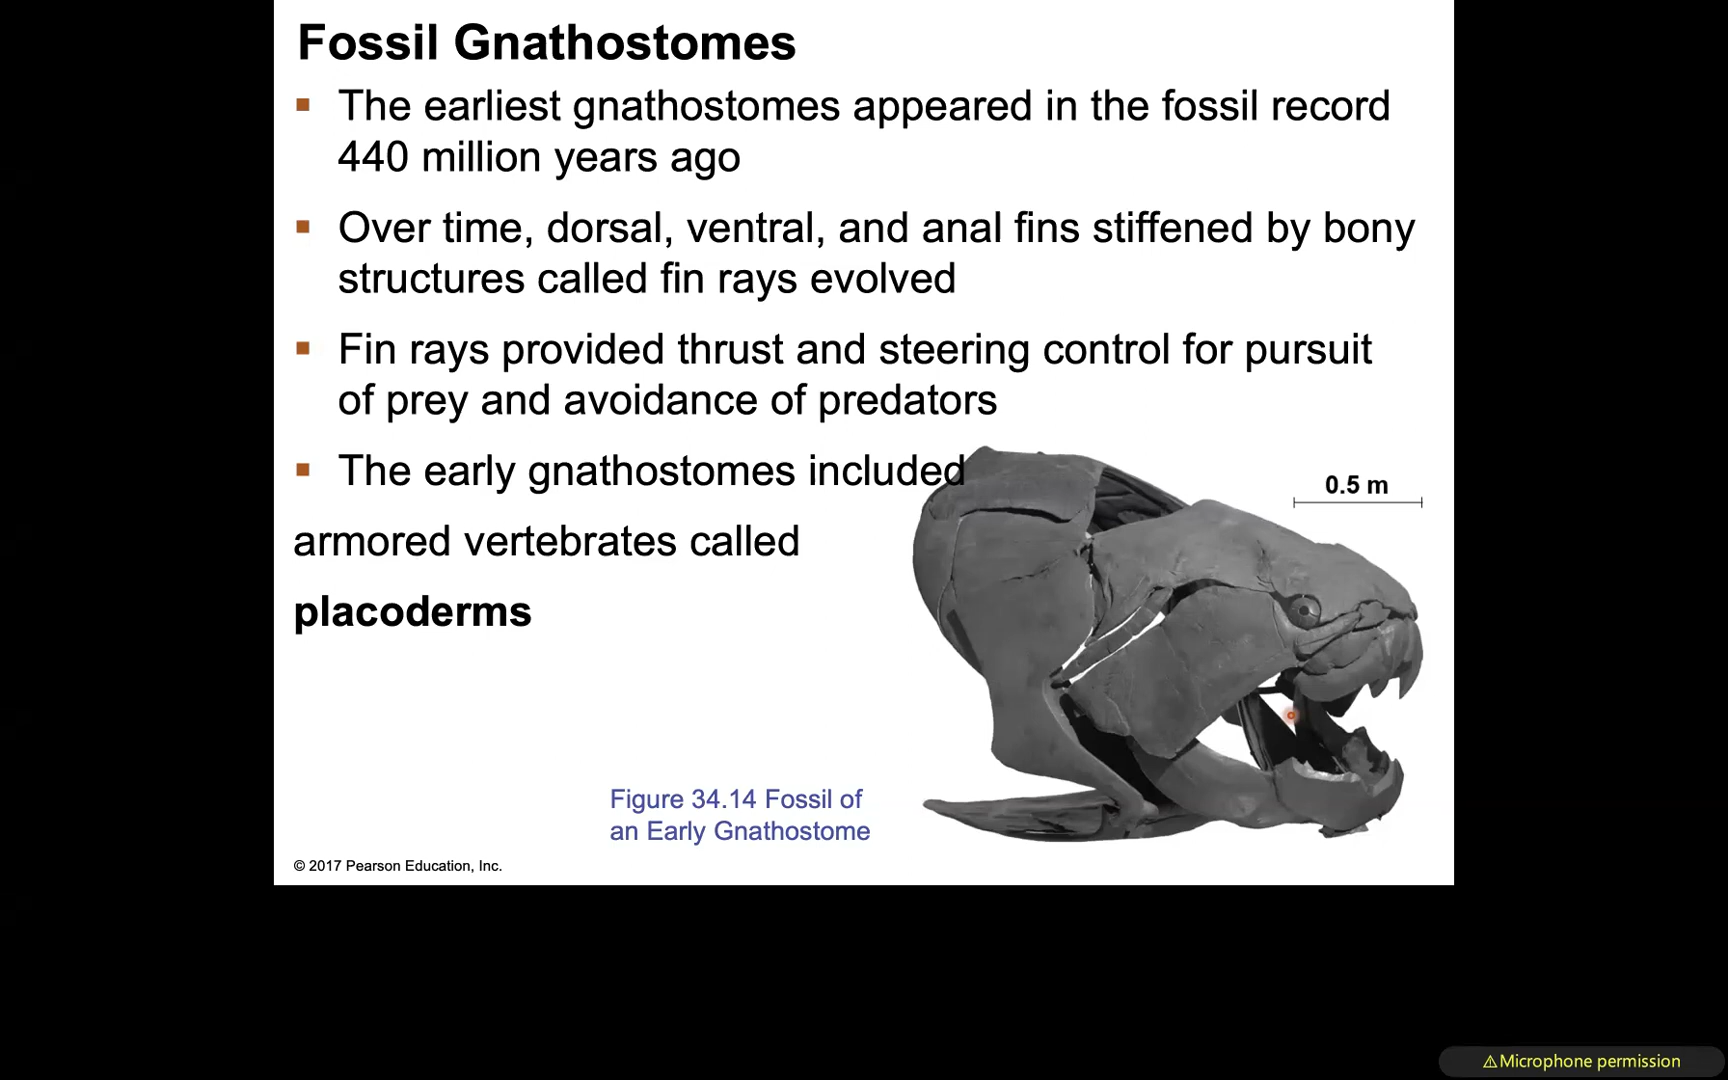 Fossil Gnathostomes
▪ The earliest gnathostomes appeared in the fossil record
440 million years ago
▪ Over time, dorsal, ventral, and anal fins stiffened by bony
structures called fin rays evolved
▪ Fin rays provided thrust and steering control for pursuit
of prey and avoidance of predators
▪ The early gnathostomes included
armored vertebrates called
placoderms
0.5 m
Figure 34.14 Fossil of
an Early Gnathostome
© 2017 Pearson Education, Inc.
⚠Microphone permission